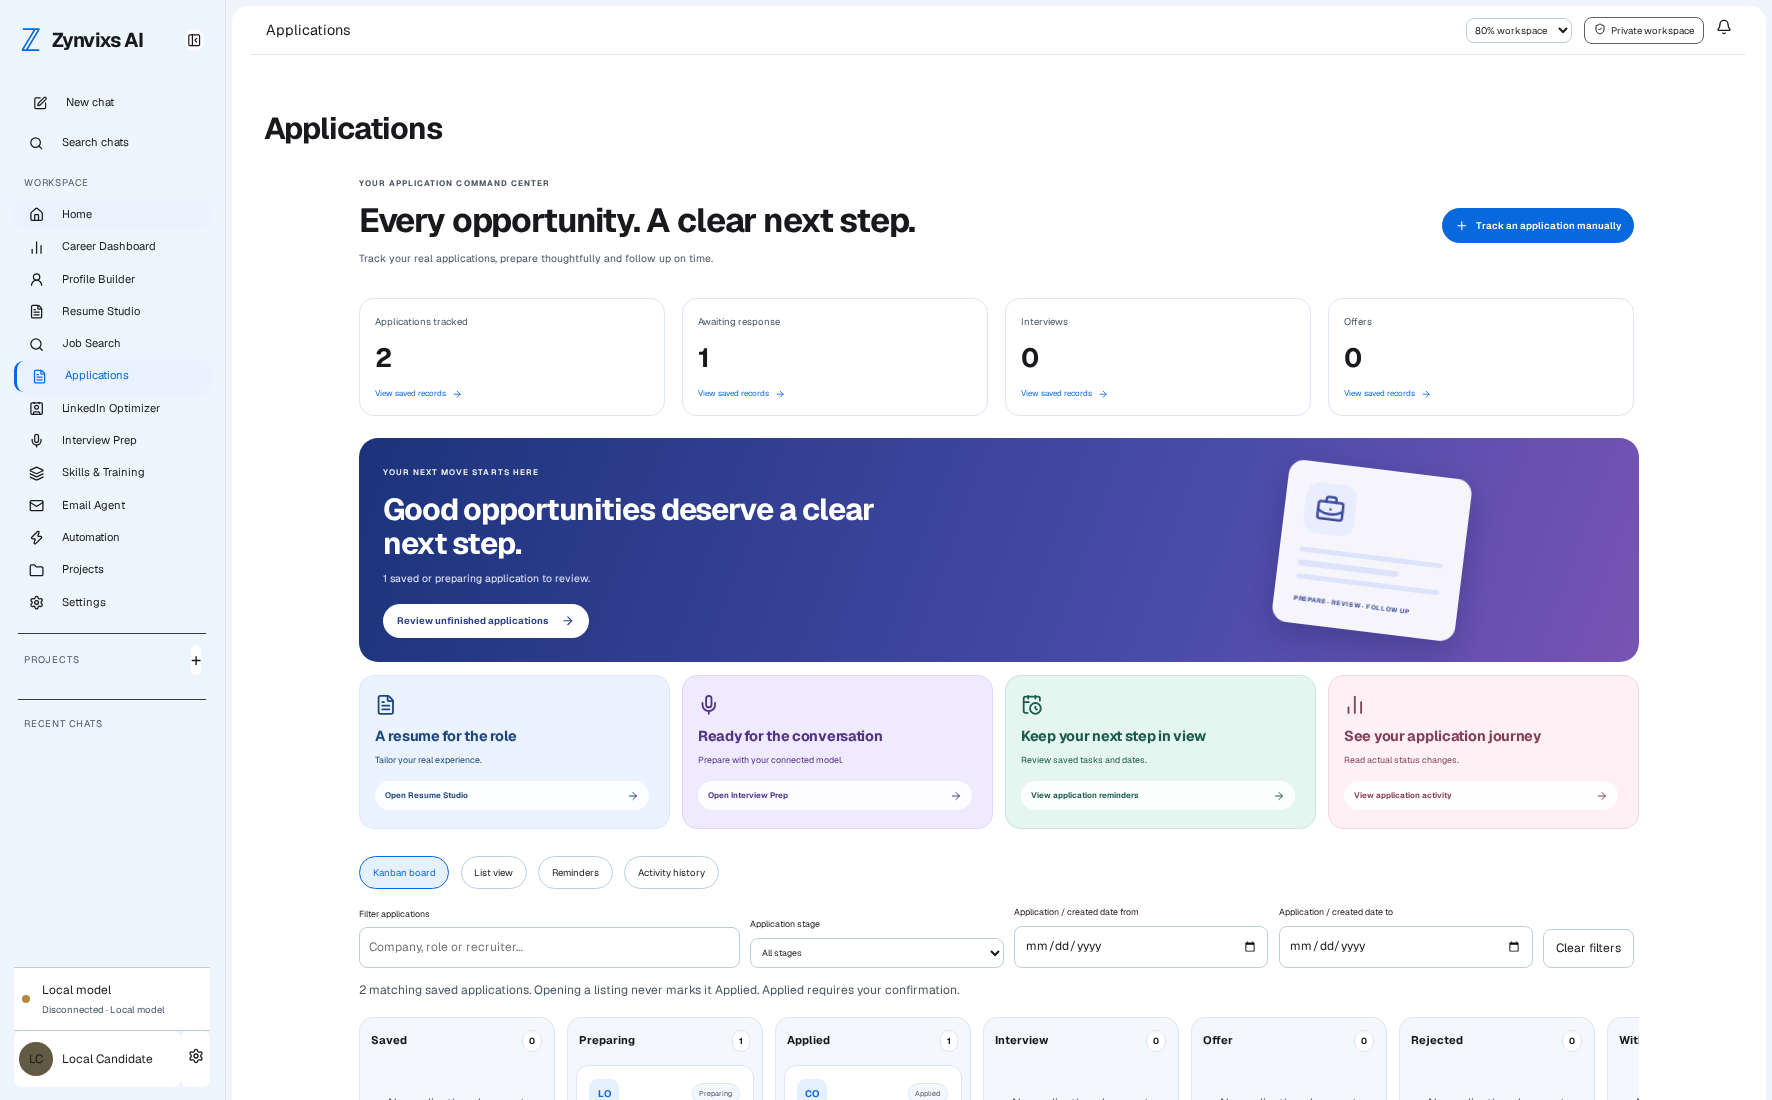 Zynvixs AI
New chat
Search chats
WORKSPACE
Home
Career Dashboard
Profile Builder
Resume Studio
Job Search
Applications
LinkedIn Optimizer
Interview Prep
Skills & Training
Email Agent
Automation
Projects
Settings
PROJECTS
+
RECENT CHATS
Local model
Disconnected · Local model
LC
Local Candidate
Applications
80% workspace
Private workspace
Applications
YOUR APPLICATION COMMAND CENTER
Every opportunity. A clear next step.
Track your real applications, prepare thoughtfully and follow up on time.
Track an application manually
Applications tracked
2
View saved records
Awaiting response
1
View saved records
Interviews
0
View saved records
Offers
0
View saved records
YOUR NEXT MOVE STARTS HERE
Good opportunities deserve a clear
next step.
1 saved or preparing application to review.
Review unfinished applications
PREPARE · REVIEW · FOLLOW UP
A resume for the role
Tailor your real experience.
Open Resume Studio
Ready for the conversation
Prepare with your connected model.
Open Interview Prep
Keep your next step in view
Review saved tasks and dates.
View application reminders
See your application journey
Read actual status changes.
View application activity
Kanban board
List view
Reminders
Activity history
Filter applications
Company, role or recruiter...
Application stage
All stages
Application / created date from
mm/dd/yyyy
Application / created date to
mm/dd/yyyy
Clear filters
2 matching saved applications. Opening a listing never marks it Applied. Applied requires your confirmation.
Saved
0
Preparing
1
LO
Preparing
Applied
1
CO
Applied
Interview
0
Offer
0
Rejected
0